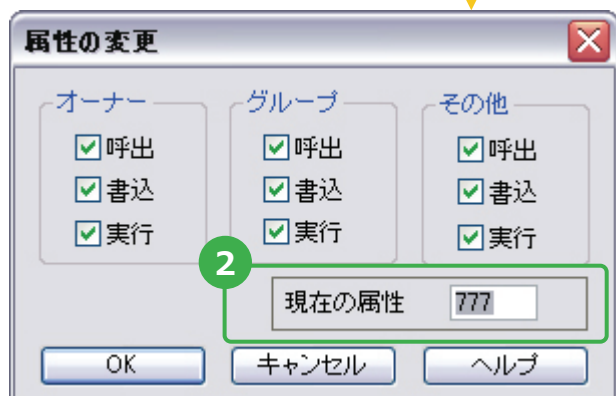 属性の変更
オーナー グループ その他
呼出 呼出 呼出
書込 書込 書込
実行 実行 実行
2
現在の属性 777
OK キャンセル ヘルプ